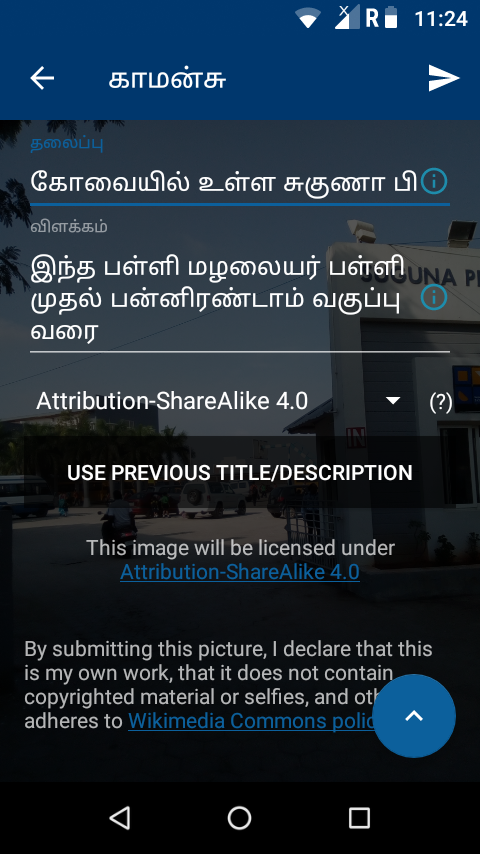 R 11:24
காமன்சு
தலைப்பு
கோவையில் உள்ள சுகுணா பி
விளக்கம்
இந்த பள்ளி மழலையர் பள்ளி
முதல் பன்னிரண்டாம் வகுப்பு
வரை
SUGUNA PI
Attribution-ShareAlike 4.0 (?)
IN
USE PREVIOUS TITLE/DESCRIPTION
This image will be licensed under
Attribution-ShareAlike 4.0
By submitting this picture, I declare that this
is my own work, that it does not contain
copyrighted material or selfies, and oth
adheres to Wikimedia Commons polic